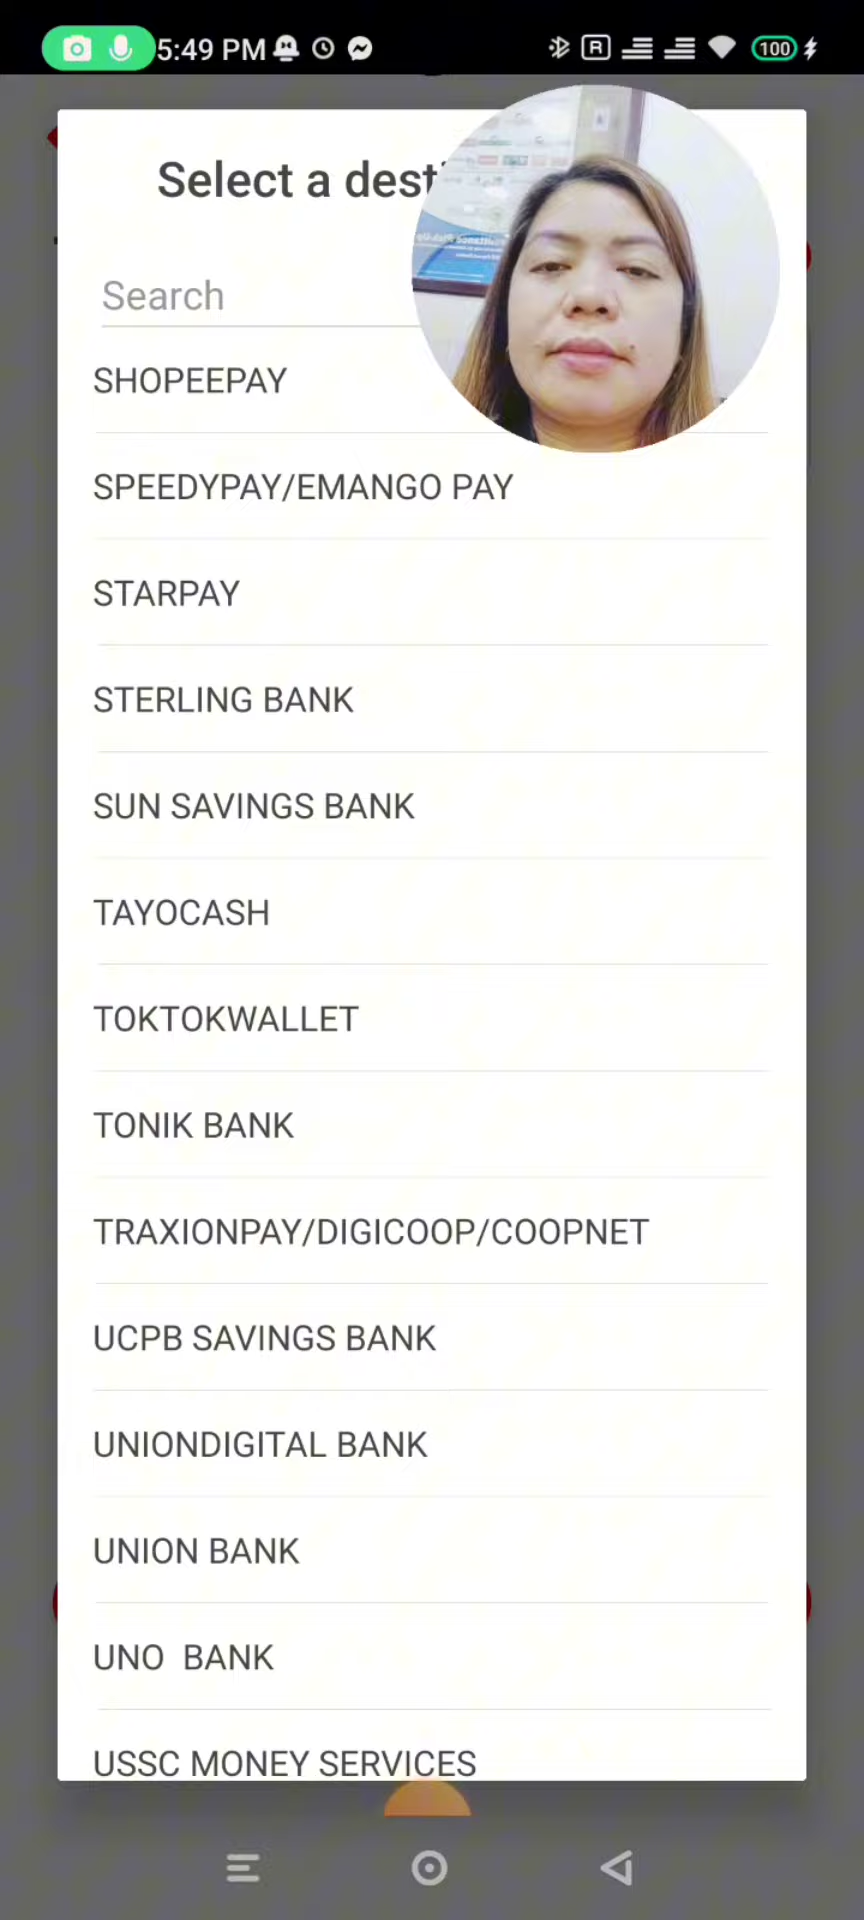 5:49 PM
R
100
Select a dest
Search
SHOPEEPAY
SPEEDYPAY/EMANGO PAY
STARPAY
STERLING BANK
SUN SAVINGS BANK
TAYOCASH
TOKTOKWALLET
TONIK BANK
TRAXIONPAY/DIGICOOP/COOPNET
UCPB SAVINGS BANK
UNIONDIGITAL BANK
UNION BANK
UNO  BANK
USSC MONEY SERVICES